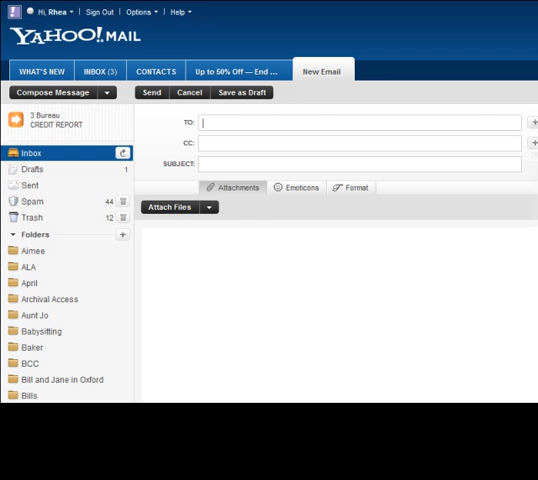 Hi, Rhea | Sign Out | Options | Help
YAHOO! MAIL
WHAT'S NEW INBOX (3) CONTACTS Up to 50% Off — End ... New Email
Compose Message Send Cancel Save as Draft
3 Bureau
CREDIT REPORT
TO:
CC:
SUBJECT:
Attachments Emoticons Format
Attach Files
Inbox
Drafts 1
Sent
Spam 44
Trash 12
Folders
Aimee
ALA
April
Archival Access
Aunt Jo
Babysitting
Baker
BCC
Bill and Jane in Oxford
Bills